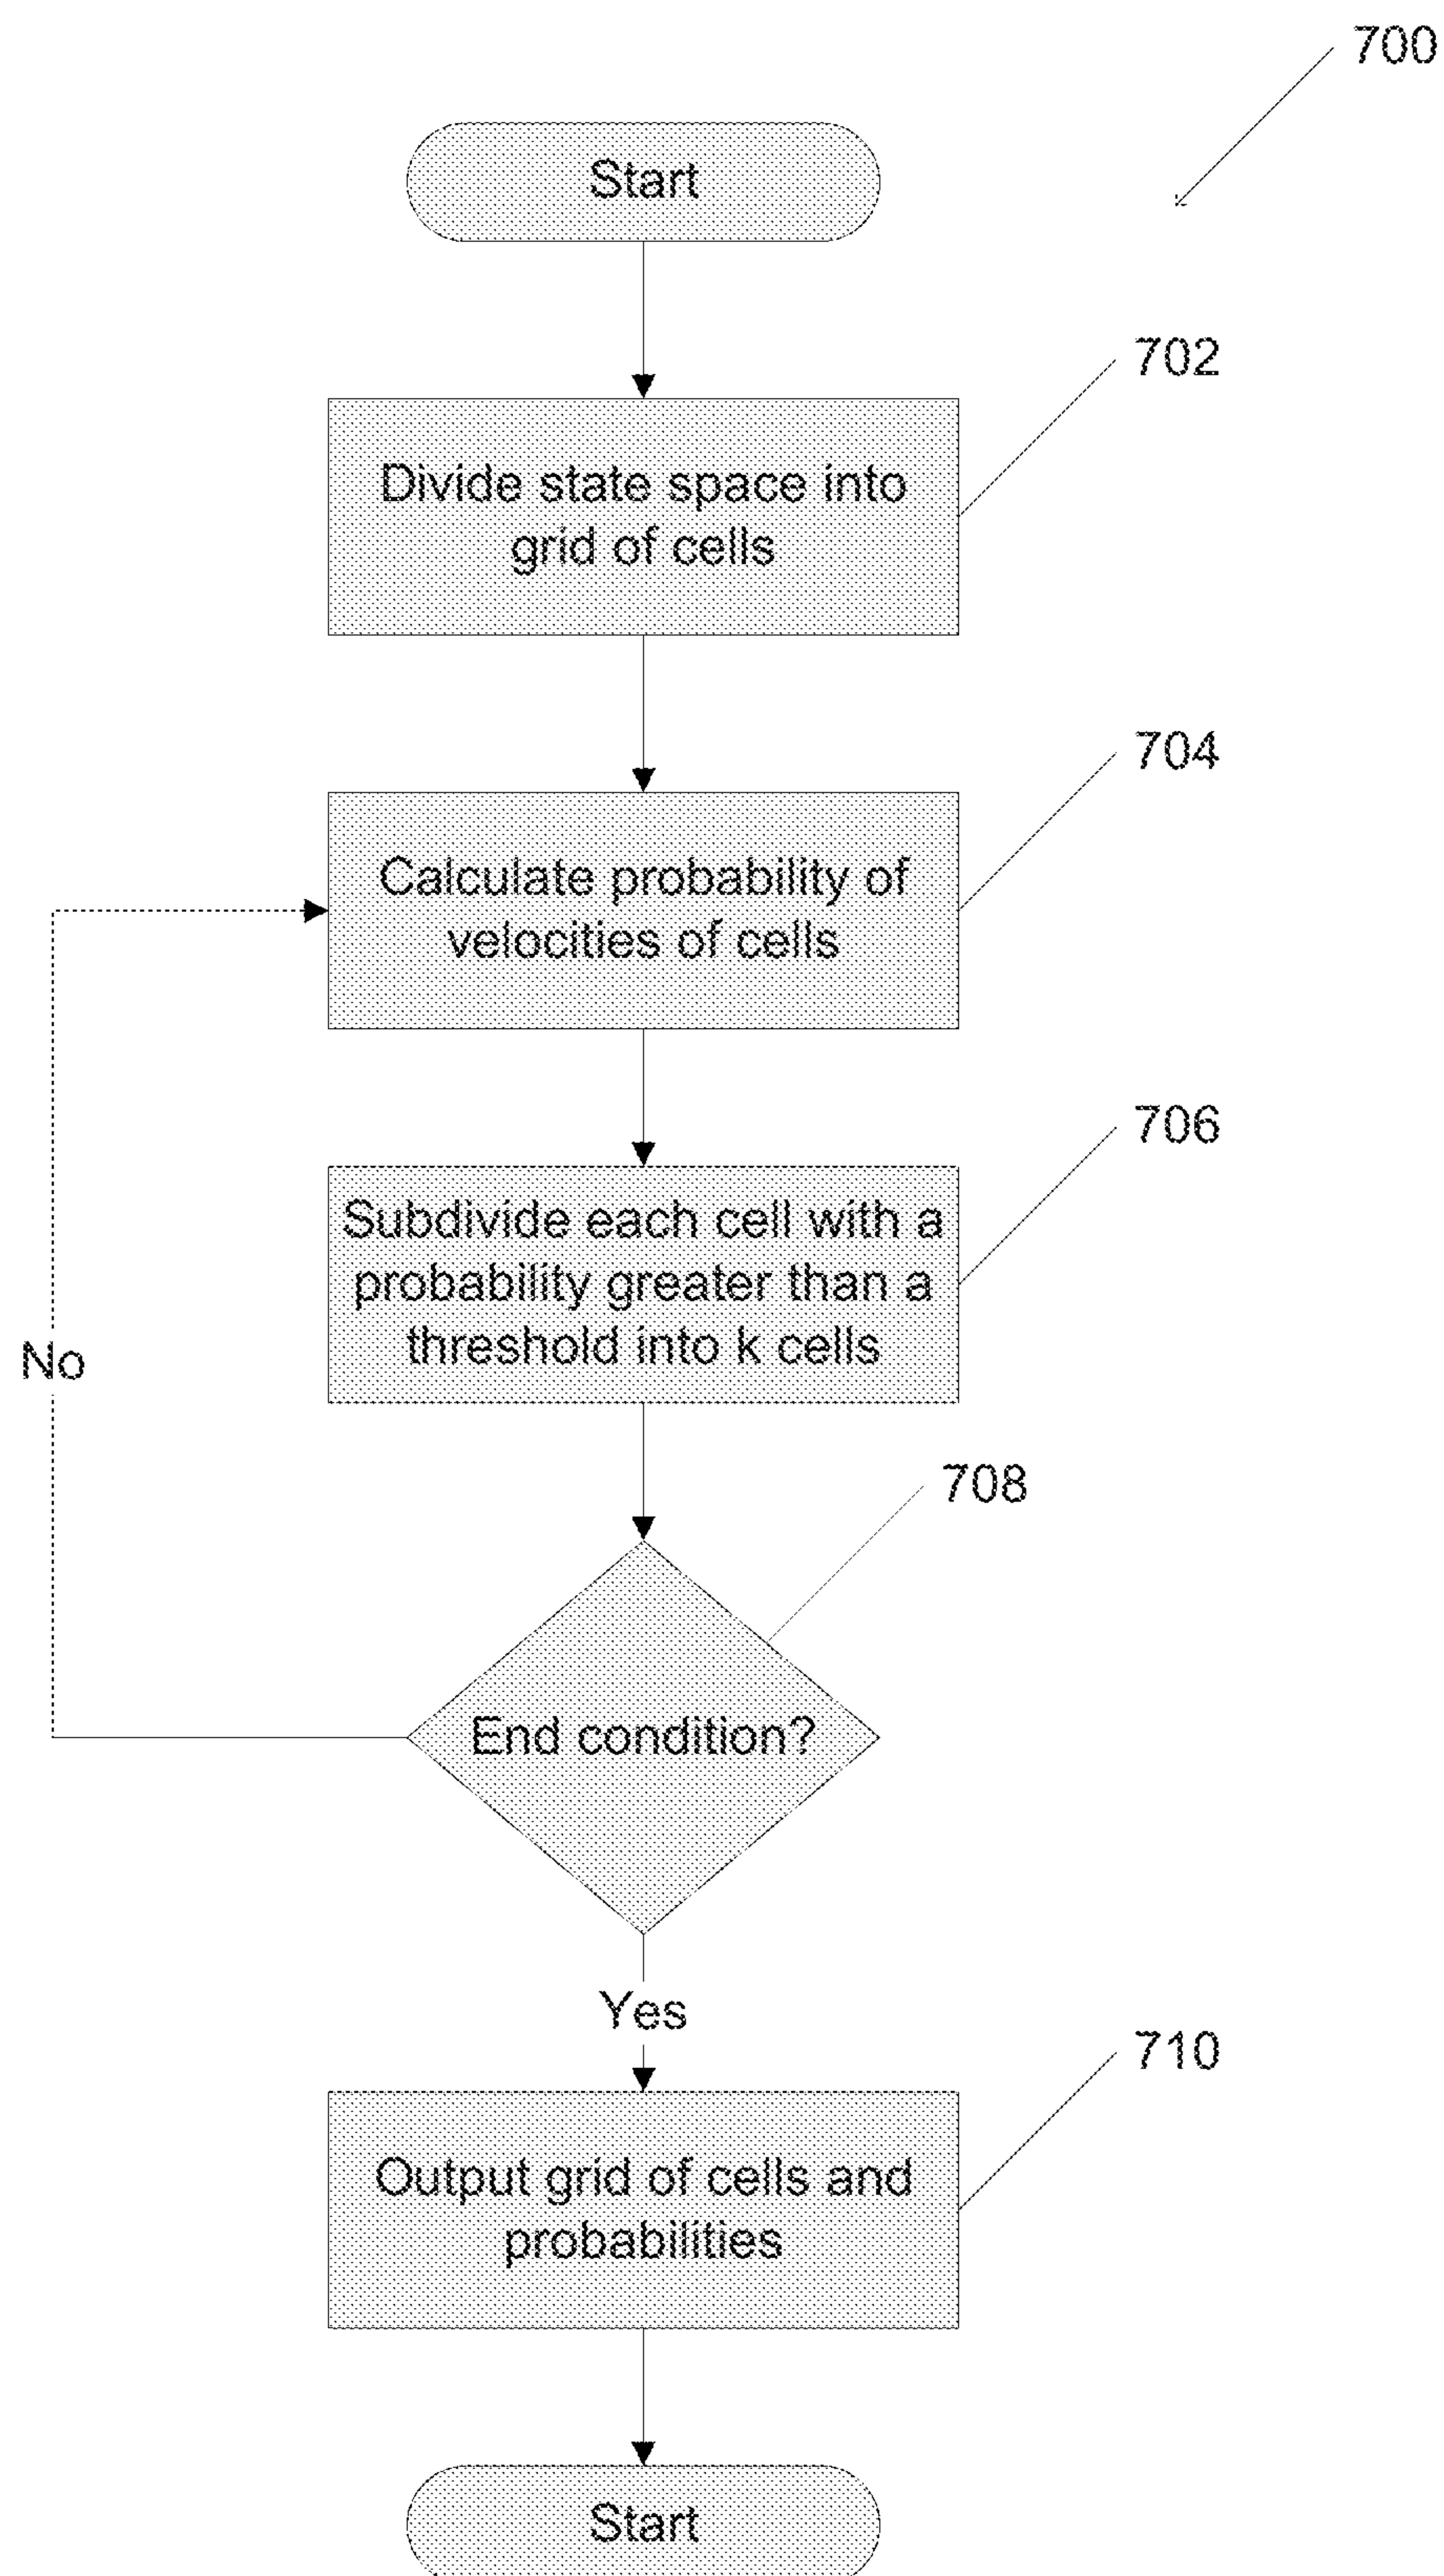 700
Start
702
Divide state space into
grid of cells
704
Calculate probability of
velocities of cells
706
Subdivide each cell with a
probability greater than a
threshold into k cells
No
708
End condition?
Yes
710
Output grid of cells and
probabilities
Start